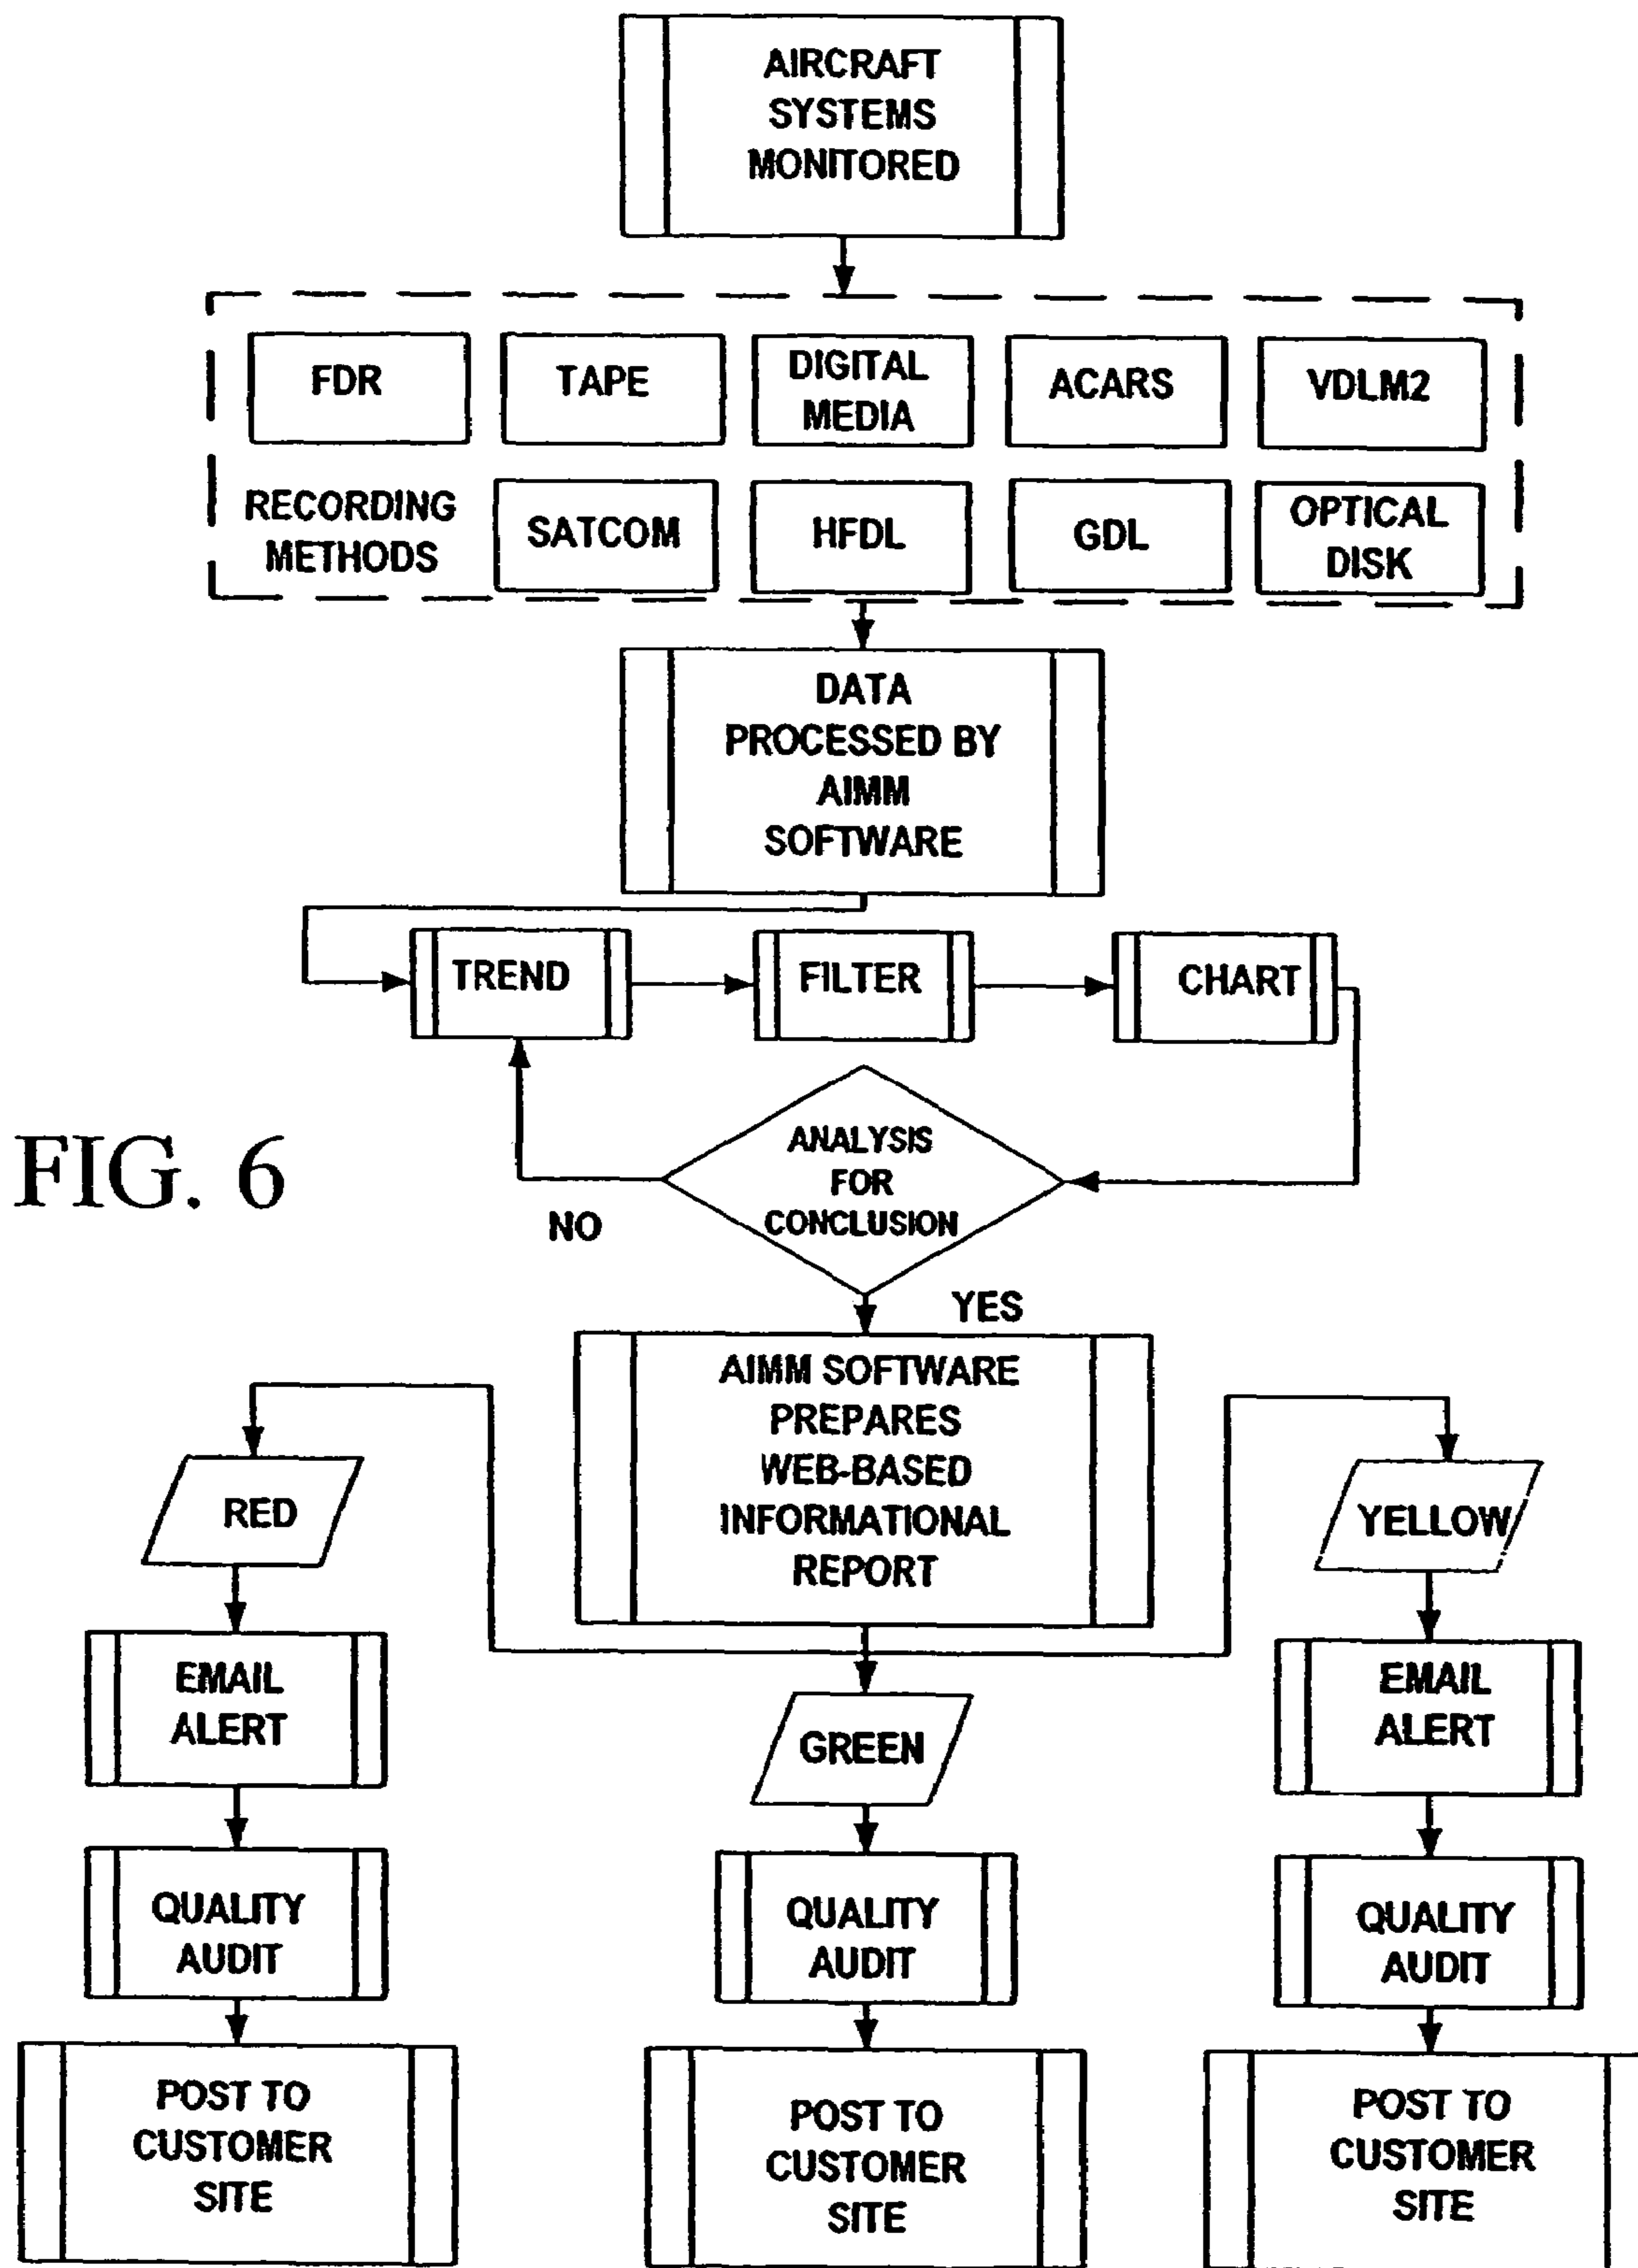 AIRCRAFT
SYSTEMS
MONITORED
FDR
TAPE
DIGITAL
MEDIA
ACARS
VDLM2
RECORDING
METHODS
SATCOM
HFDL
GDL
OPTICAL
DISK
DATA
PROCESSED BY
AIMM
SOFTWARE
TREND
FILTER
CHART
ANALYSIS
FOR
CONCLUSION
FIG. 6
NO
YES
AIMM SOFTWARE
PREPARES
WEB-BASED
INFORMATIONAL
REPORT
RED
YELLOW
EMAIL
ALERT
GREEN
EMAIL
ALERT
QUALITY
AUDIT
QUALITY
AUDIT
QUALITY
AUDIT
POST TO
CUSTOMER
SITE
POST TO
CUSTOMER
SITE
POST TO
CUSTOMER
SITE